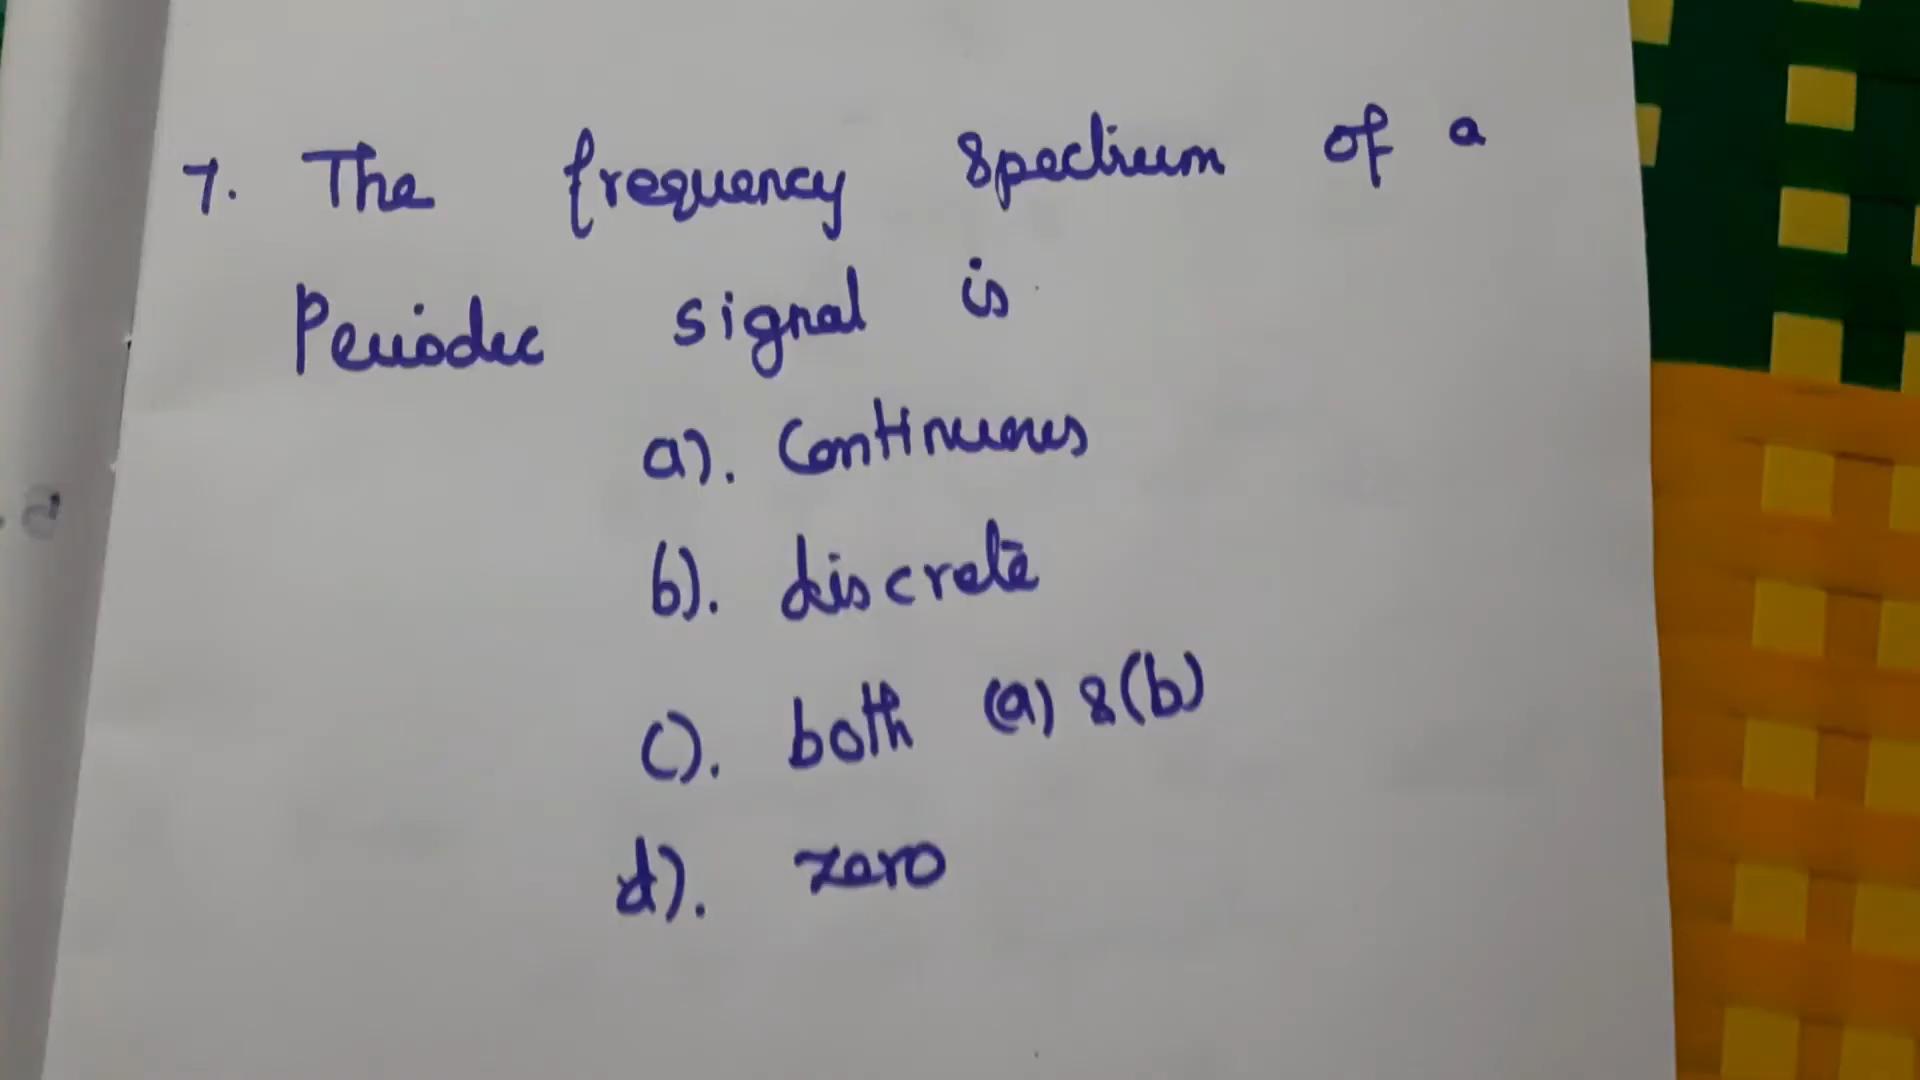 7. The frequency spectrum of a
Periodic signal is
a). Continuous
b). discrete
c). both (a) & (b)
d). zero